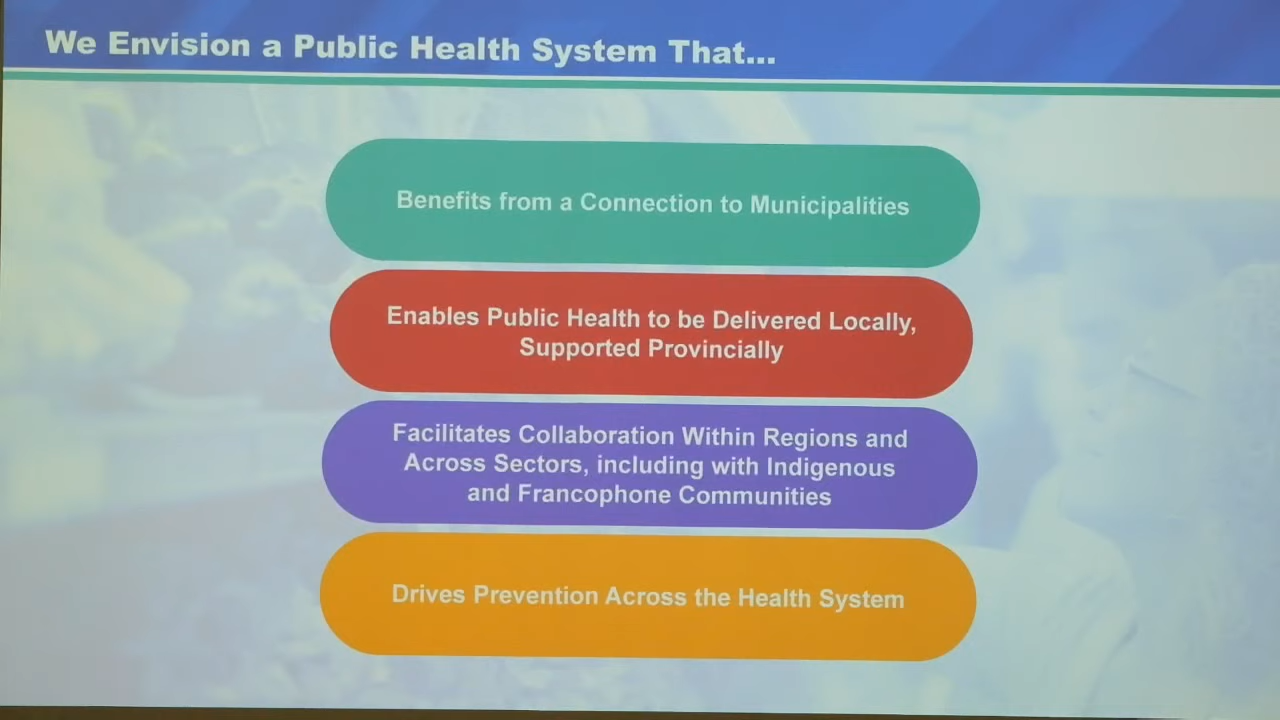 We Envision a Public Health System That...
Benefits from a Connection to Municipalities
Enables Public Health to be Delivered Locally,
Supported Provincially
Facilitates Collaboration Within Regions and
Across Sectors, including with Indigenous
and Francophone Communities
Drives Prevention Across the Health System